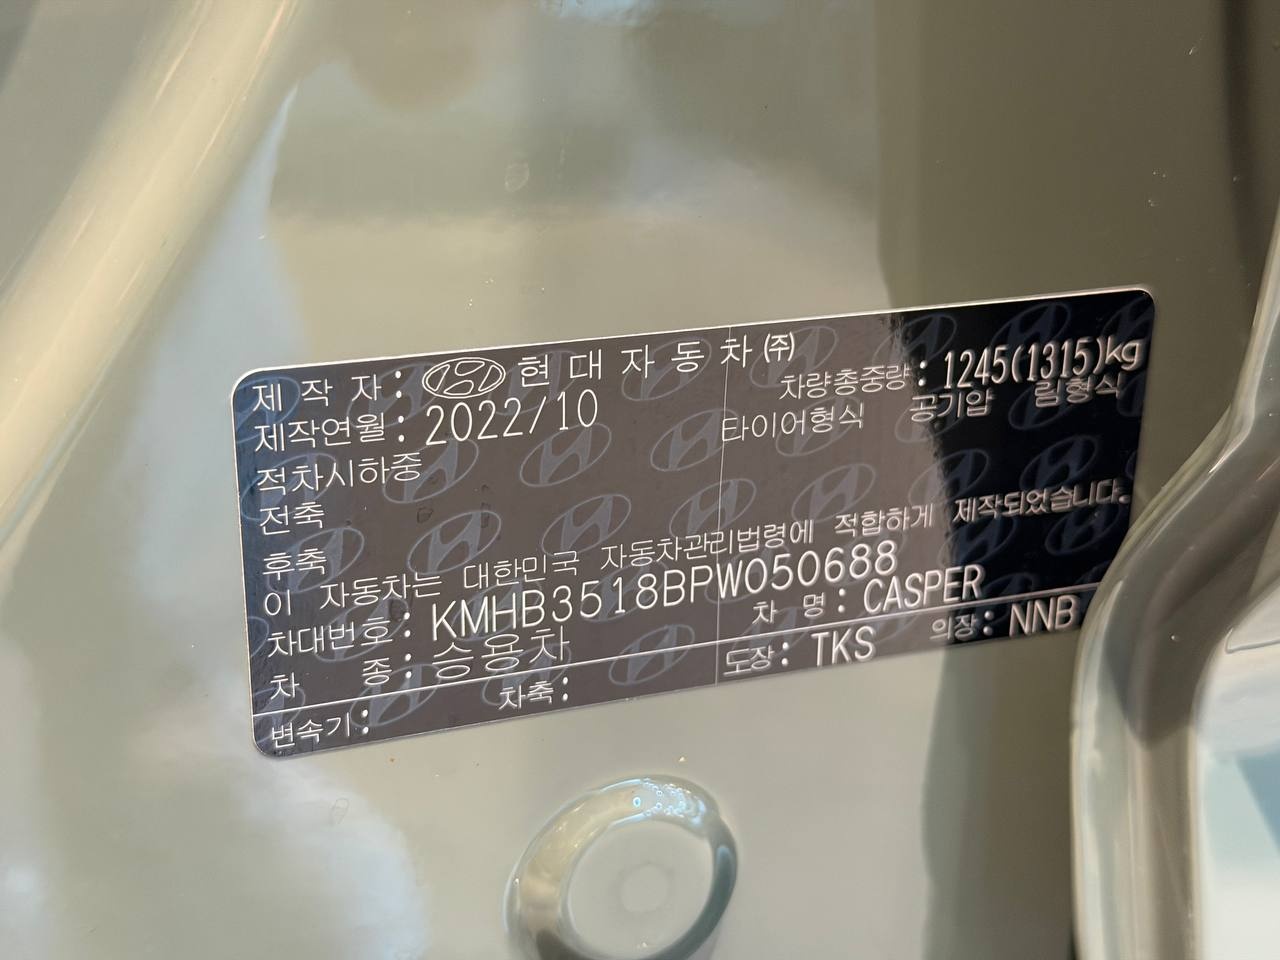 제 작 자 : 현 대 자 동 차 ㈜
제작연월 : 2022/10 차량총중량 : 1245(1315)kg
적차시하중 타이어형식 공기압 림형식
전축
후축
이 자동차는 대한민국 자동차관리법령에 적합하게 제작되었습니다.
차대번호 : KMHB3518BPW050688
차 종 : 승용차 차 명 : CASPER
변속기 : 차축 : 도장 : TKS 의장 : NNB